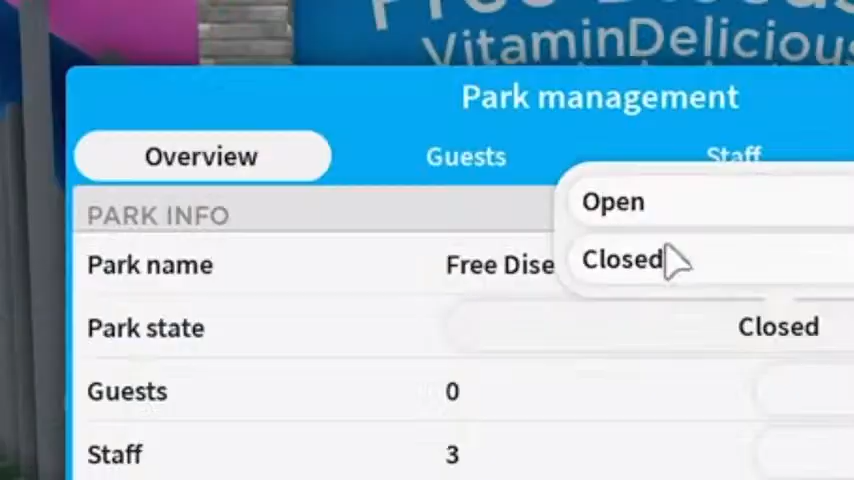 Free
VitaminDelicious
Park management
Overview Guests Staff
Open
PARK INFO
Closed
Park name Free Dise
Park state Closed
Guests 0
Staff 3